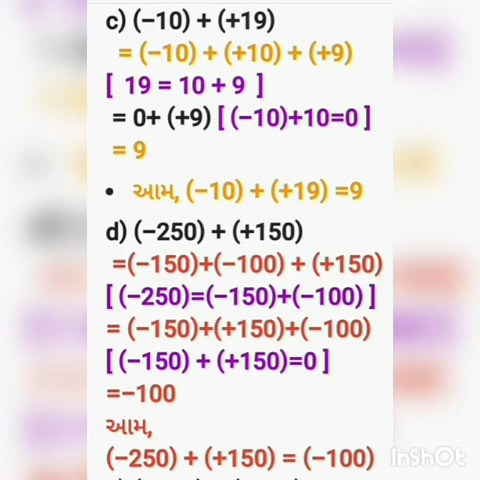 c) (−10) + (+19)
= (−10) + (+10) + (+9)
[ 19 = 10 + 9 ]
= 0+ (+9) [ (−10)+10=0 ]
= 9
• આમ, (−10) + (+19) =9
d) (−250) + (+150)
=(−150)+(−100) + (+150)
[ (−250)=(−150)+(−100) ]
= (−150)+(+150)+(−100)
[ (−150) + (+150)=0 ]
=−100
આમ,
(−250) + (+150) = (−100)
InShOt